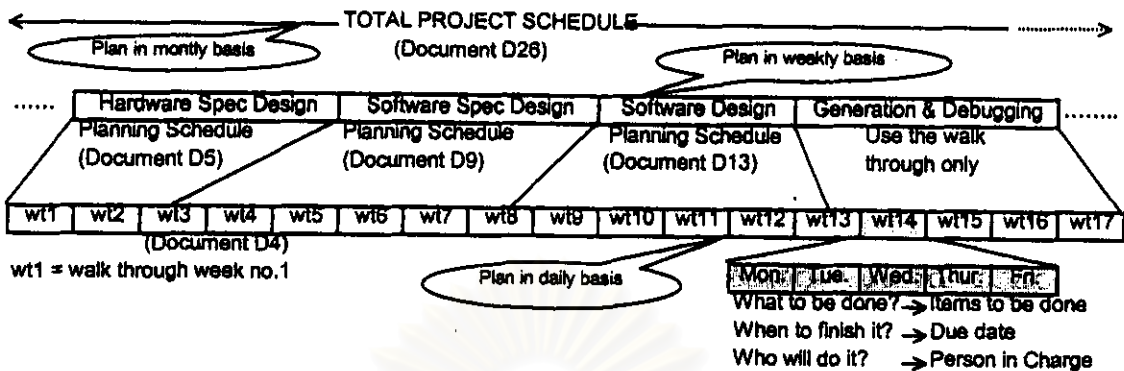 TOTAL PROJECT SCHEDULE
(Document D26)
Plan in montly basis
Plan in weekly basis
...... Hardware Spec Design Software Spec Design Software Design Generation & Debugging ........
Planning Schedule Planning Schedule Planning Schedule Use the walk
(Document D5) (Document D9) (Document D13) through only
wt1 wt2 wt3 wt4 wt5 wt6 wt7 wt8 wt9 wt10 wt11 wt12 wt13 wt14 wt15 wt16 wt17
(Document D4)
wt1 = walk through week no.1
Plan in daily basis
Mon. Tue. Wed. Thur. Fri.
What to be done? → Items to be done
When to finish it? → Due date
Who will do it? → Person in Charge